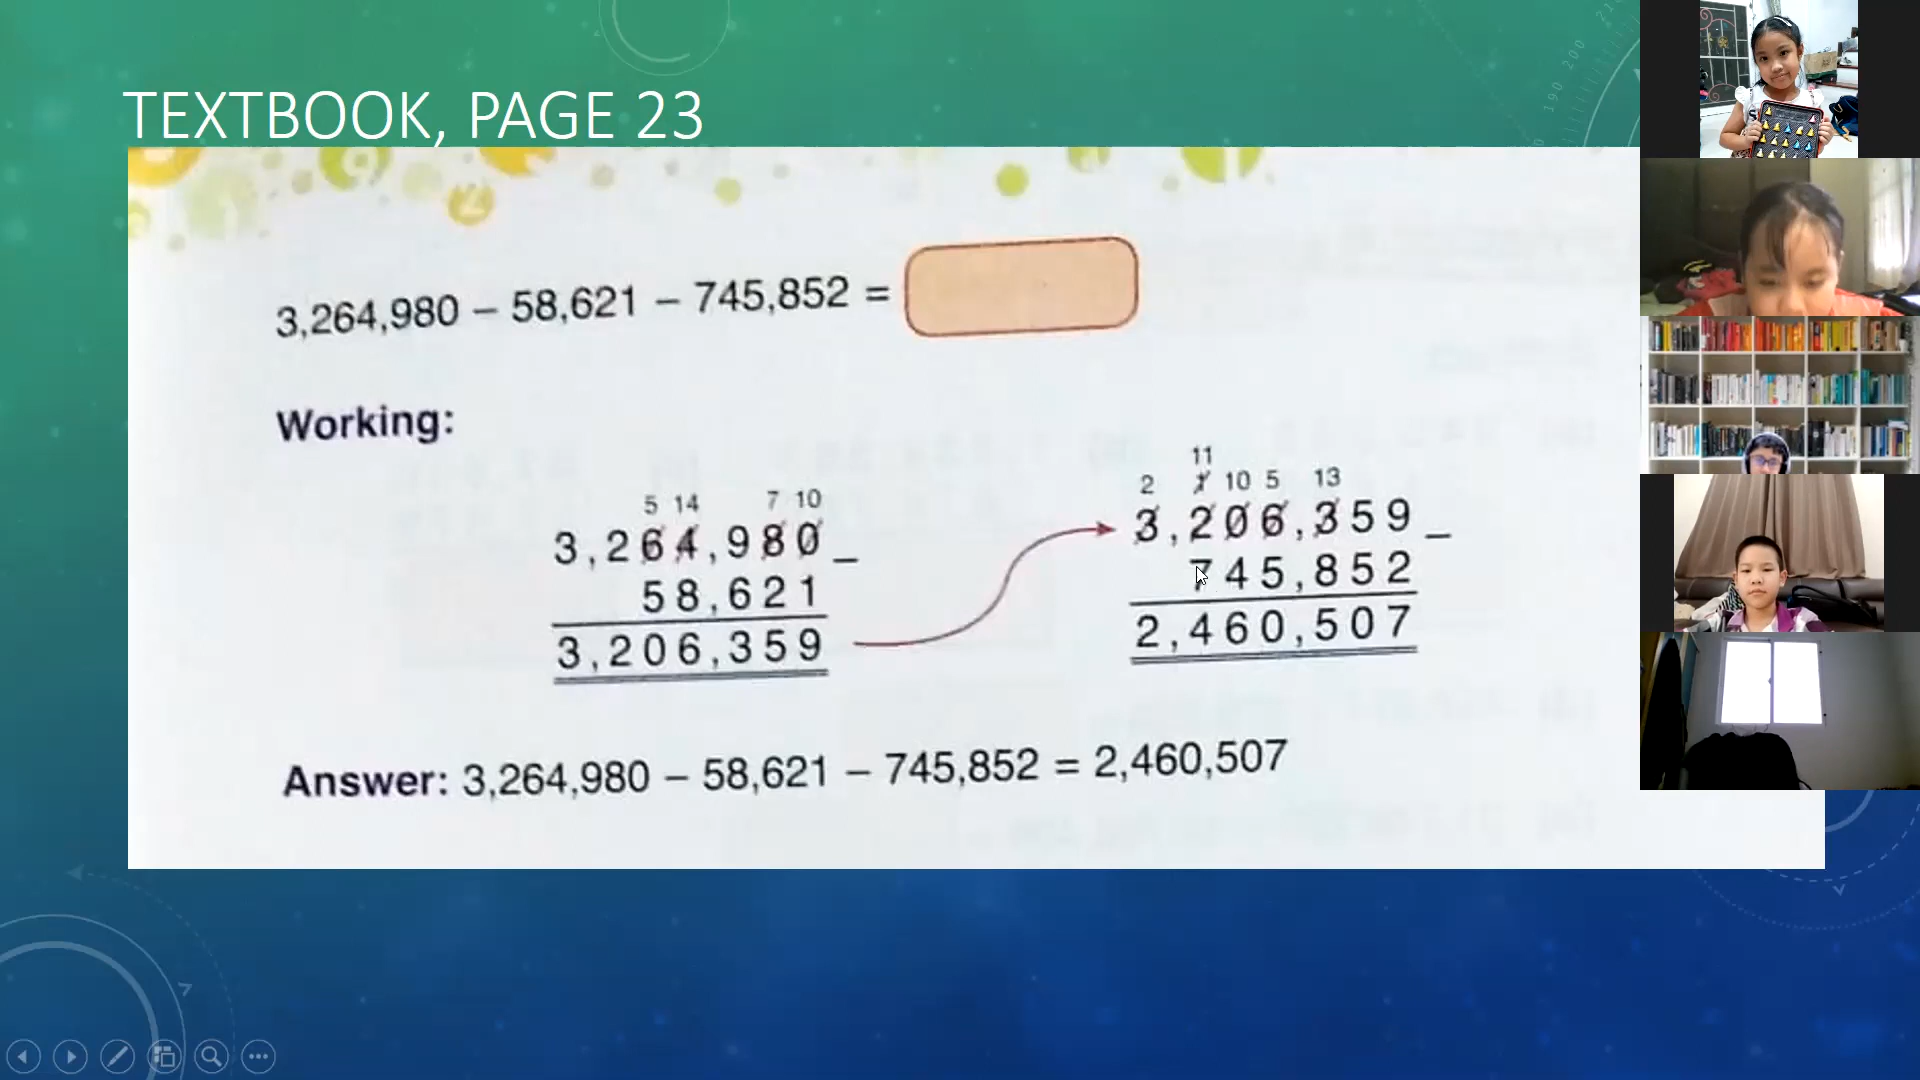 TEXTBOOK, PAGE 23
3,264,980 – 58,621 – 745,852 =
Working:
5 14 7 10
3,264,980 –
58,621
3,206,359
11
2 1 10 5 13
3,206,359 –
745,852
2,460,507
Answer: 3,264,980 – 58,621 – 745,852 = 2,460,507